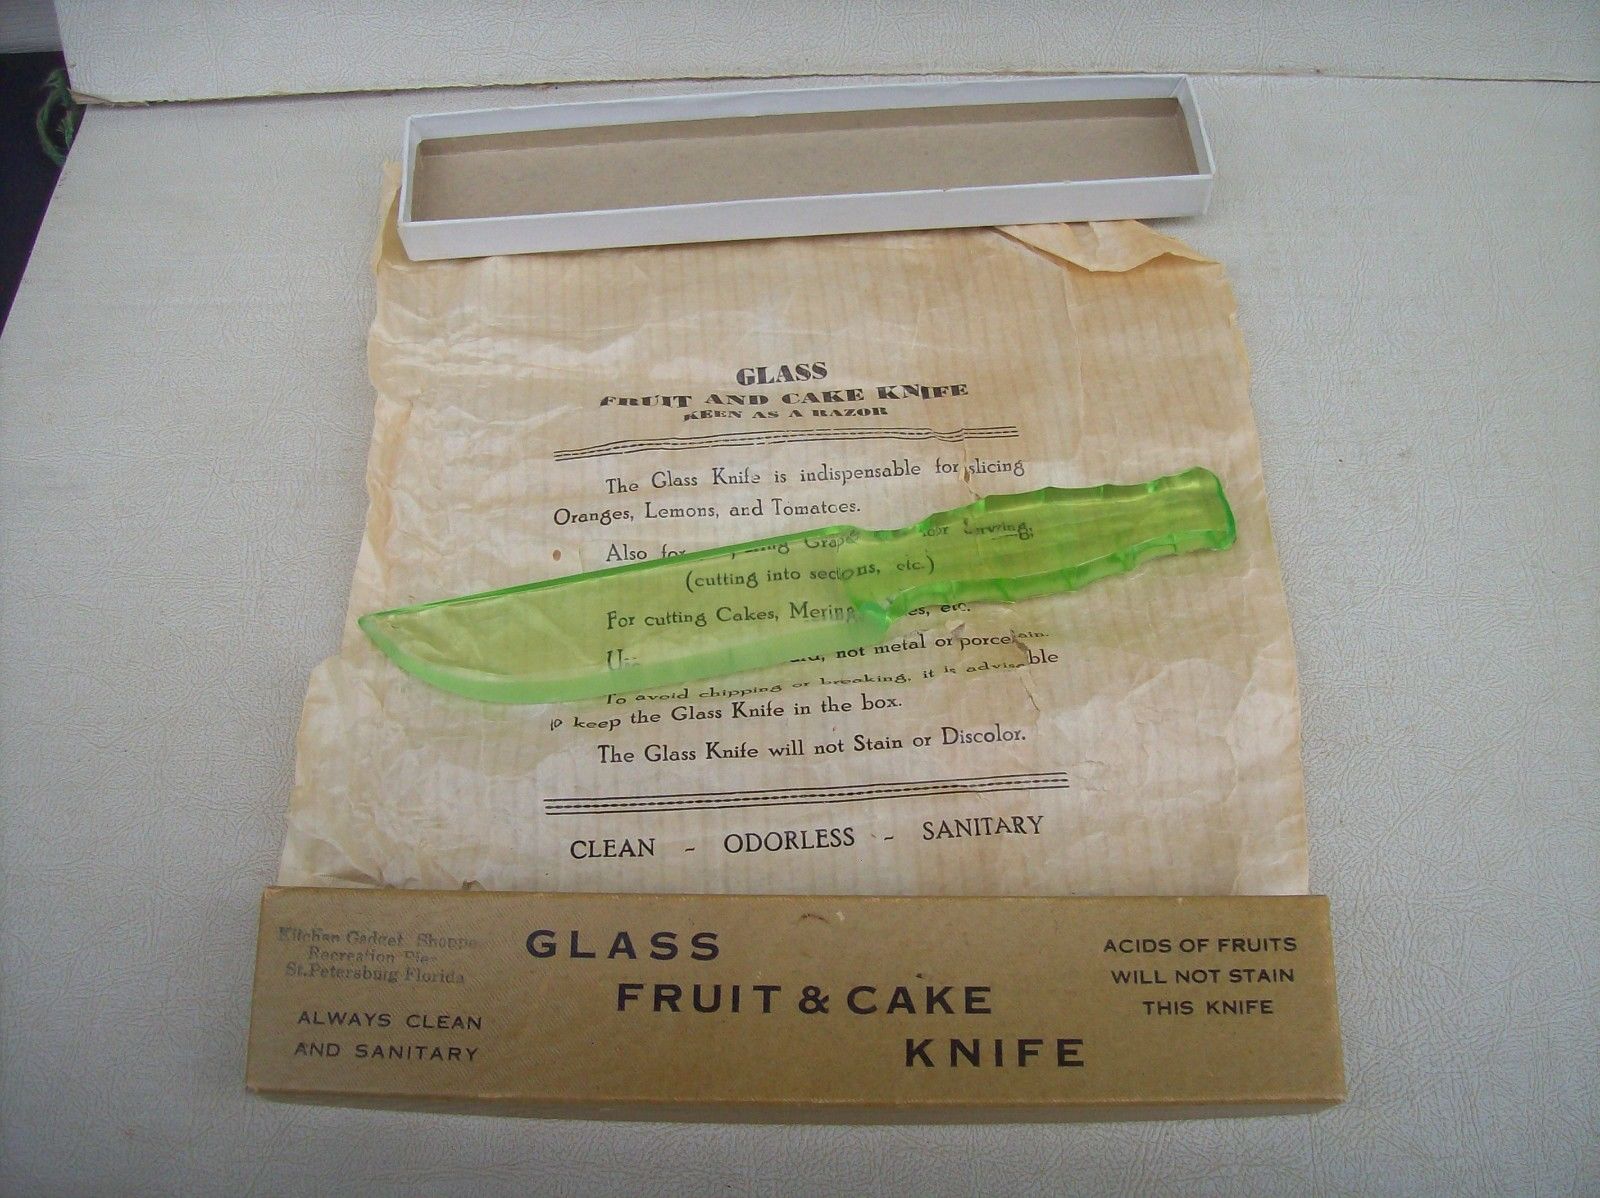 GLASS
FRUIT AND CAKE KNIFE
KEEN AS A RAZOR
The Glass Knife is indispensable for slicing
Oranges, Lemons, and Tomatoes.
Also for
(cutting into sections, etc.)
For cutting Cakes, etc.
not metal or porcelain.
To avoid chipping or breaking, it is advisable
to keep the Glass Knife in the box.
The Glass Knife will not Stain or Discolor.
CLEAN - ODORLESS - SANITARY
Kitchen Gadget Shoppe
Recreation Pier
St. Petersburg Florida
ALWAYS CLEAN
AND SANITARY
GLASS
FRUIT & CAKE
KNIFE
ACIDS OF FRUITS
WILL NOT STAIN
THIS KNIFE